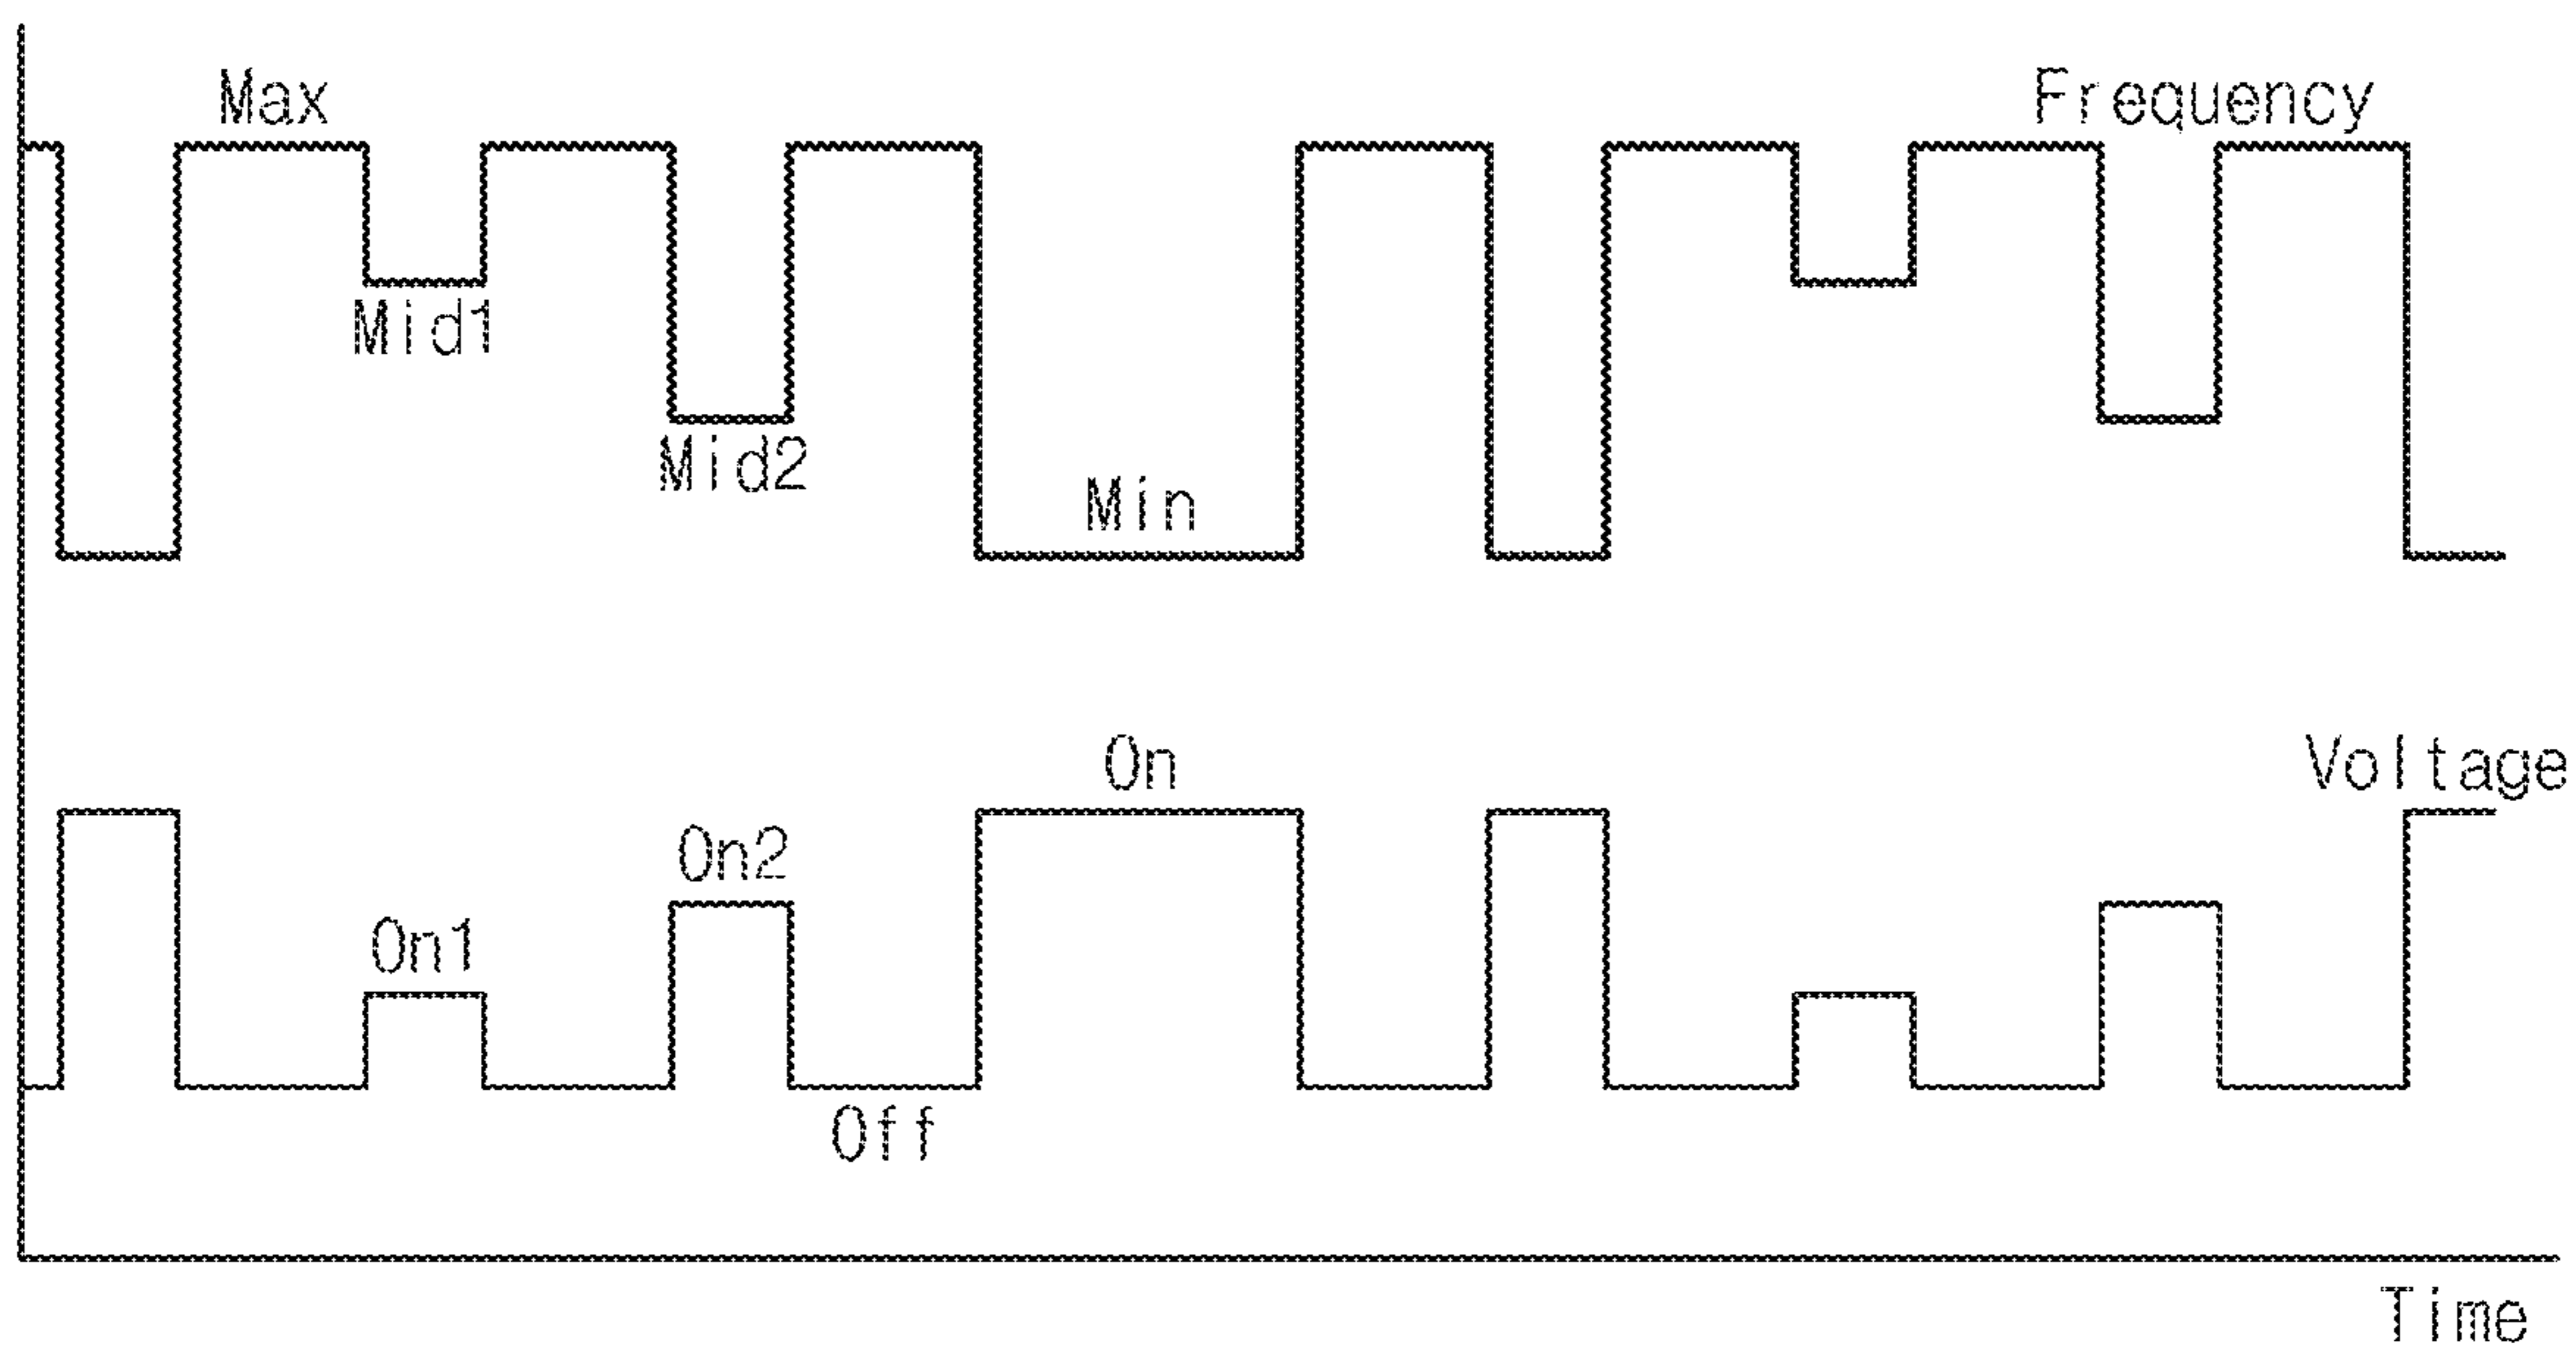 Max
Frequency
Mid1
Mid2
Min
On
Voltage
On2
On1
Off
Time